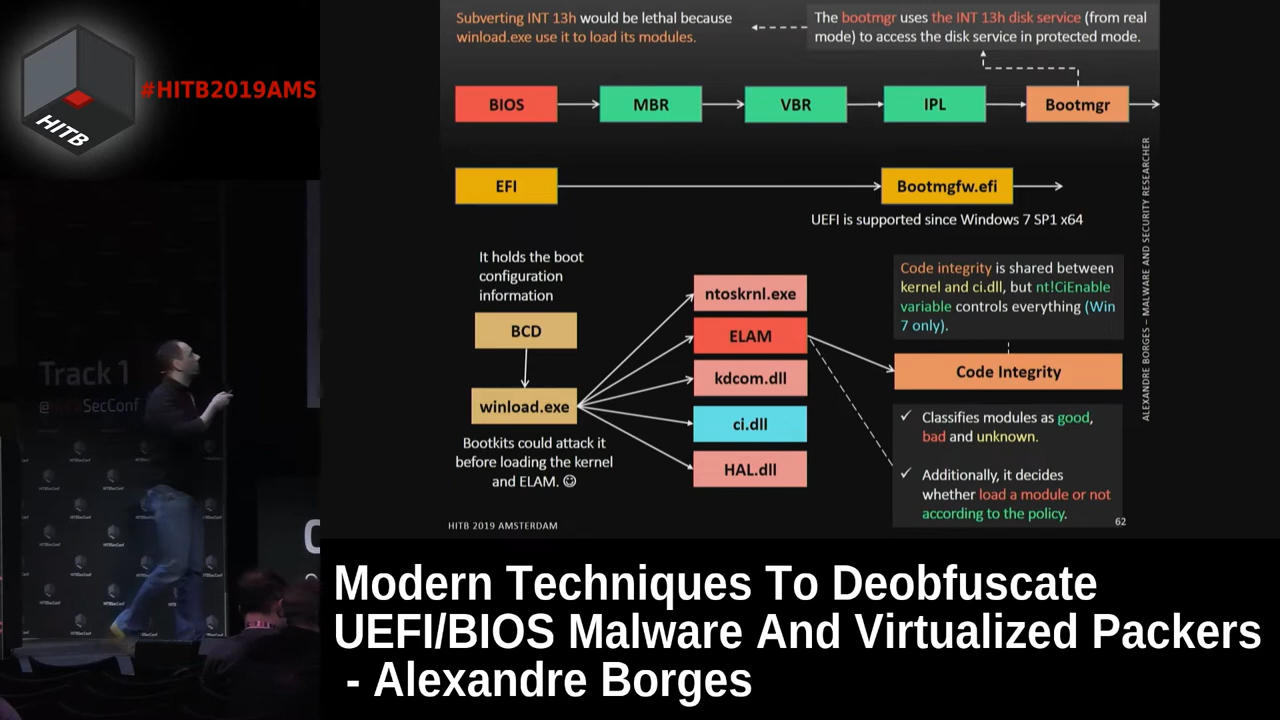 HITB
#HITB2019AMS
Track 1
SecConf
Subverting INT 13h would be lethal because
winload.exe use it to load its modules.
The bootmgr uses the INT 13h disk service (from real
mode) to access the disk service in protected mode.
BIOS
MBR
VBR
IPL
Bootmgr
EFI
Bootmgfw.efi
UEFI is supported since Windows 7 SP1 x64
It holds the boot
configuration
information
BCD
winload.exe
Bootkits could attack it
before loading the kernel
and ELAM. ☺
ntoskrnl.exe
ELAM
kdcom.dll
ci.dll
HAL.dll
Code integrity is shared between
kernel and ci.dll, but nt!CiEnable
variable controls everything (Win
7 only).
Code Integrity
✓ Classifies modules as good,
bad and unknown.
✓ Additionally, it decides
whether load a module or not
according to the policy.
ALEXANDRE BORGES – MALWARE AND SECURITY RESEARCHER
HITB 2019 AMSTERDAM
62
Modern Techniques To Deobfuscate
UEFI/BIOS Malware And Virtualized Packers
- Alexandre Borges